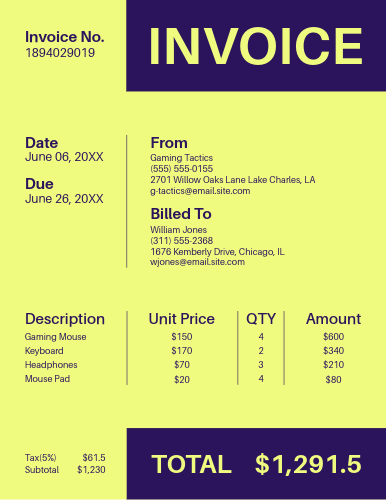 Invoice No.
1894029019
INVOICE
Date
June 06, 20XX
Due
June 26, 20XX
From
Gaming Tactics
(555) 555-0155
2701 Willow Oaks Lane Lake Charles, LA
g-tactics@email.site.com
Billed To
William Jones
(311) 555-2368
1676 Kemberly Drive, Chicago, IL
wjones@email.site.com
Description Unit Price QTY Amount
Gaming Mouse $150 4 $600
Keyboard $170 2 $340
Headphones $70 3 $210
Mouse Pad $20 4 $80
Tax(5%) $61.5
Subtotal $1,230
TOTAL $1,291.5